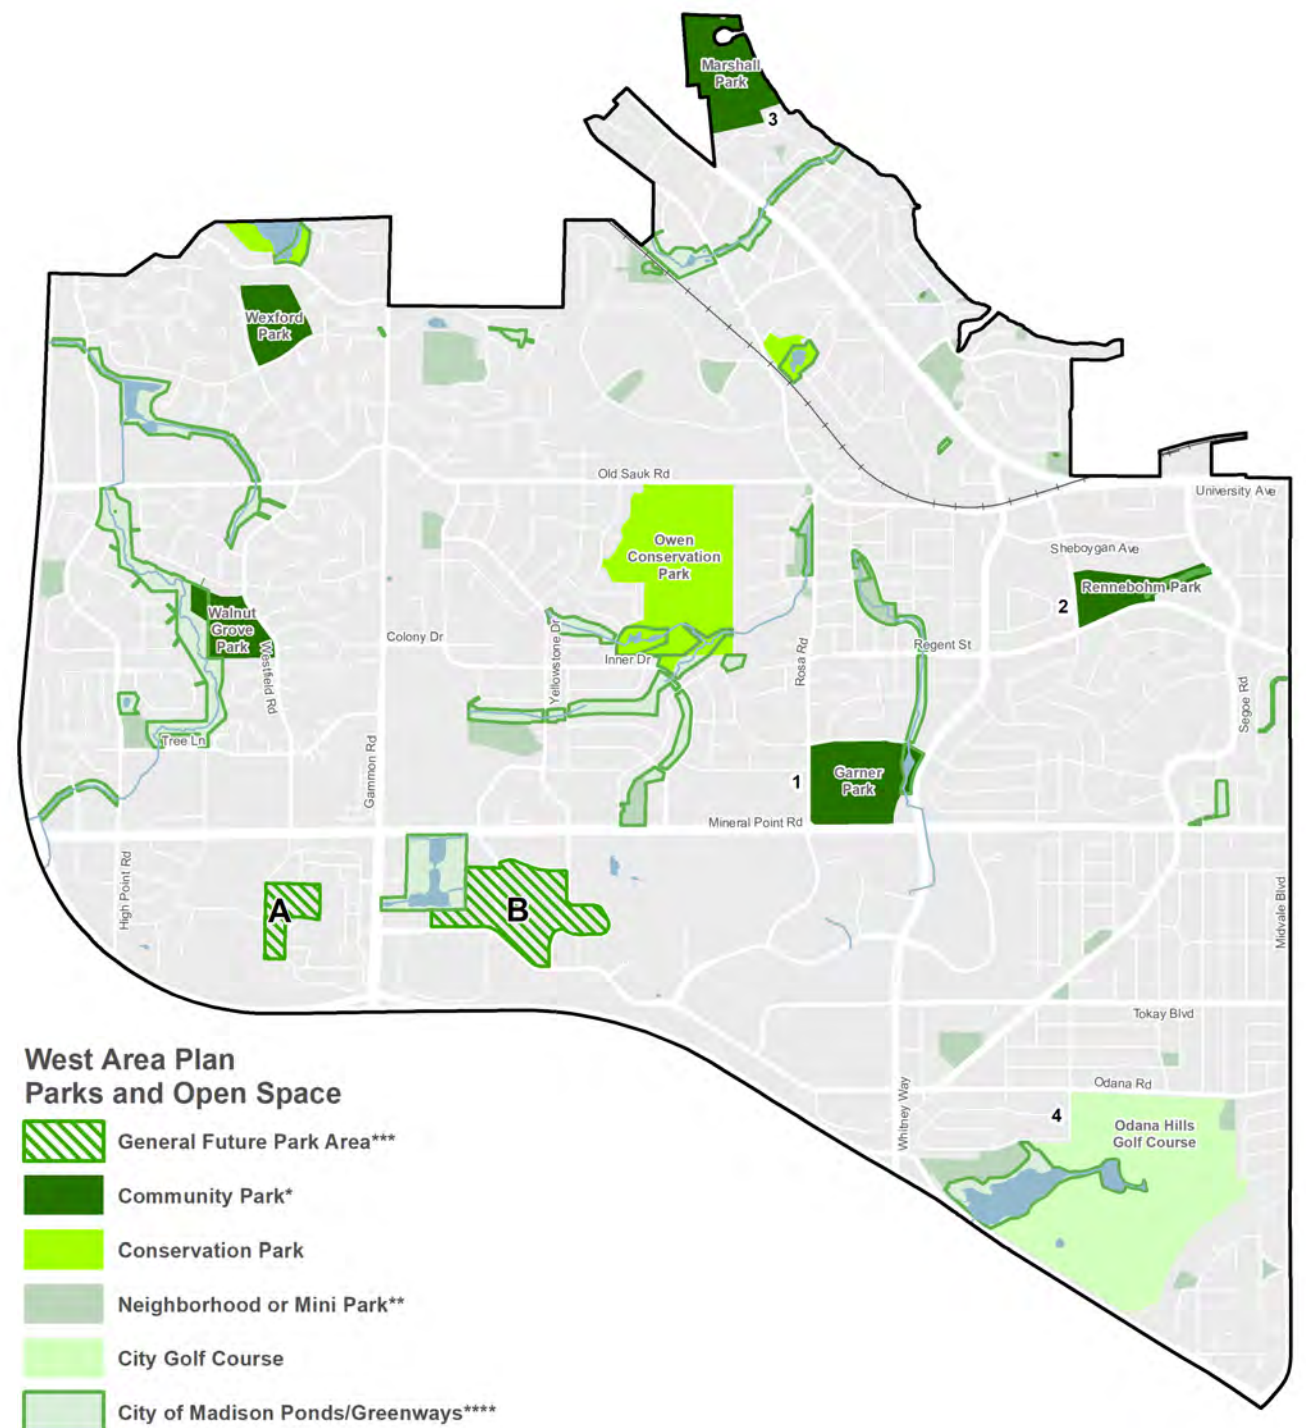 Marshall
Park
3
Wexford
Park
Old Sauk Rd
University Ave
Owen
Conservation
Park
Sheboygan Ave
Rennebohm Park
2
Walnut
Grove
Park
Colony Dr
Yellowstone Dr
Inner Dr
Rosa Rd
Regent St
Westfield Rd
Segoe Rd
Tree Ln
Gammon Rd
1
Garner
Park
Mineral Point Rd
High Point Rd
A
B
Midvale Blvd
Tokay Blvd
Whitney Way
Odana Rd
4
Odana Hills
Golf Course
West Area Plan
Parks and Open Space
General Future Park Area***
Community Park*
Conservation Park
Neighborhood or Mini Park**
City Golf Course
City of Madison Ponds/Greenways****